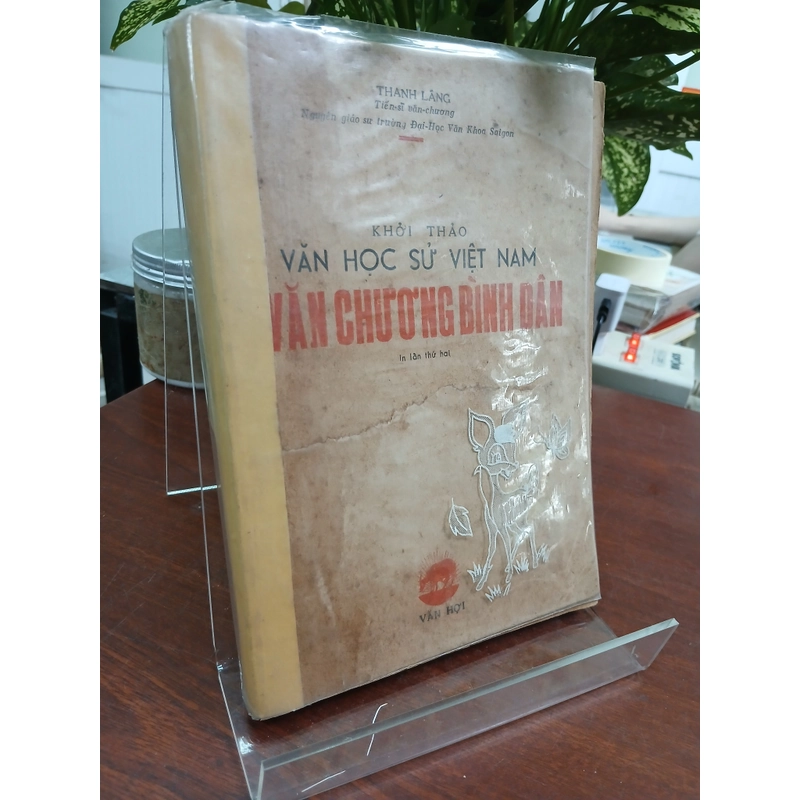 THANH LÃNG
Tiến-sĩ văn-chương
Nguyên giáo sư trường Đại-Học Văn Khoa Saigon
KHỞI THẢO
VĂN HỌC SỬ VIỆT NAM
VĂN CHƯƠNG BÌNH DÂN
In lần thứ hai
VĂN HỢI